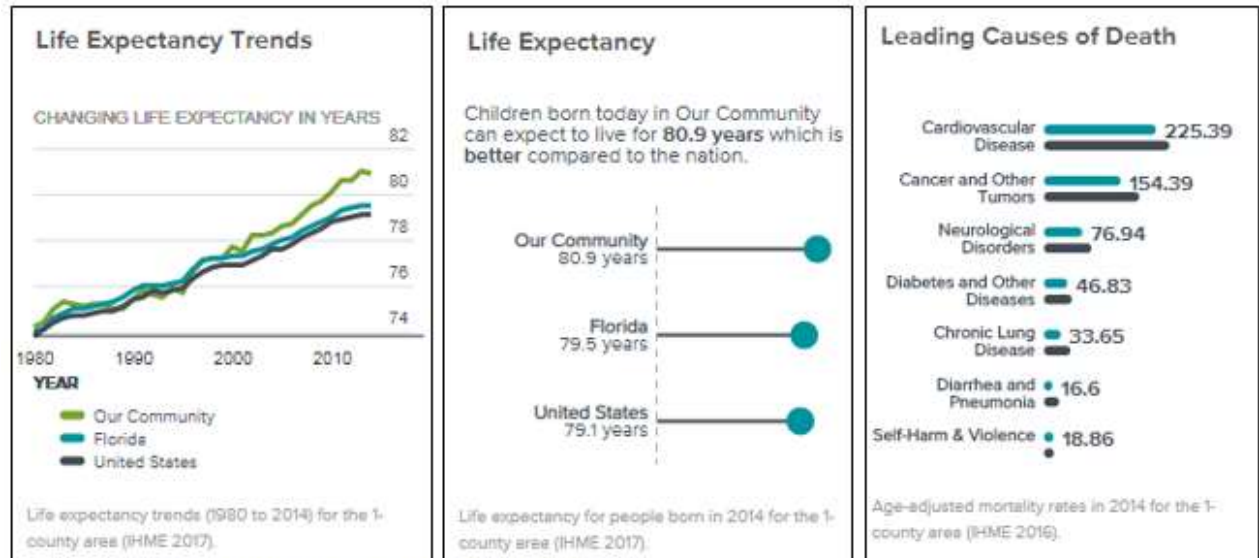 Life Expectancy Trends
CHANGING LIFE EXPECTANCY IN YEARS
82
80
78
76
74
1980 1990 2000 2010
YEAR
Our Community
Florida
United States
Life expectancy trends (1980 to 2014) for the 1-
county area (IHME 2017).
Life Expectancy
Children born today in Our Community
can expect to live for 80.9 years which is
better compared to the nation.
Our Community
80.9 years
Florida
79.5 years
United States
79.1 years
Life expectancy for people born in 2014 for the 1-
county area (IHME 2017).
Leading Causes of Death
Cardiovascular
Disease
225.39
Cancer and Other
Tumors
154.39
Neurological
Disorders
76.94
Diabetes and Other
Diseases
46.83
Chronic Lung
Disease
33.65
Diarrhea and
Pneumonia
16.6
Self-Harm & Violence
18.86
Age-adjusted mortality rates in 2014 for the 1-
county area (IHME 2016).